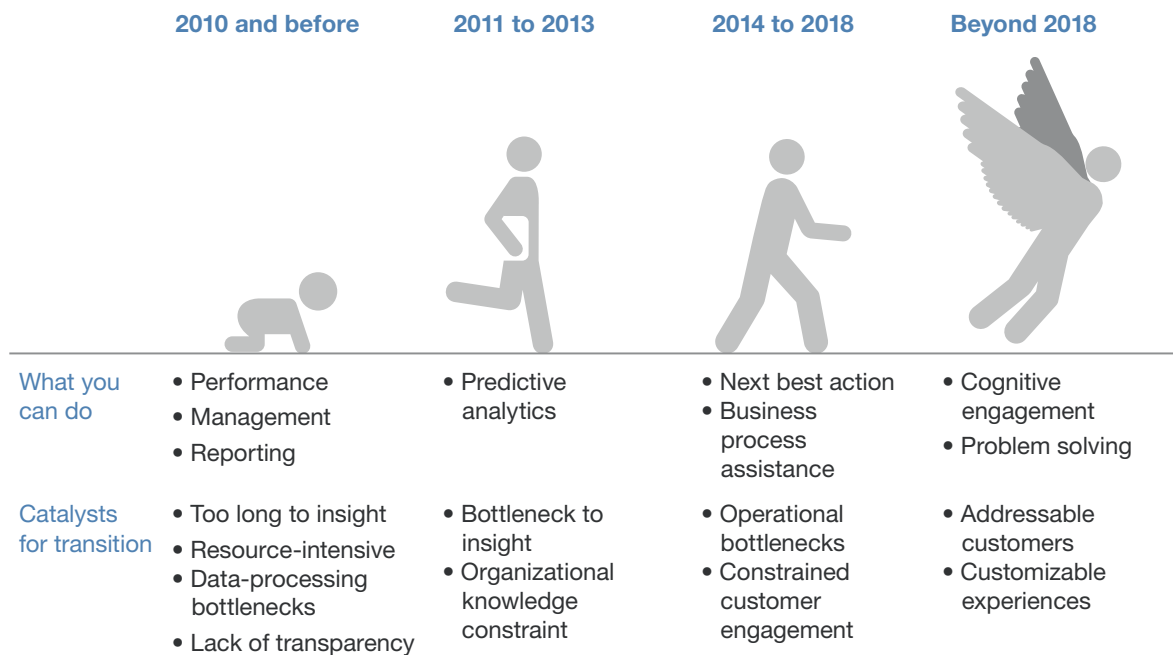 2010 and before
2011 to 2013
2014 to 2018
Beyond 2018
What you
can do
• Performance
• Management
• Reporting
• Predictive
analytics
• Next best action
• Business
process
assistance
• Cognitive
engagement
• Problem solving
Catalysts
for transition
• Too long to insight
• Resource-intensive
• Data-processing
bottlenecks
• Lack of transparency
• Bottleneck to
insight
• Organizational
knowledge
constraint
• Operational
bottlenecks
• Constrained
customer
engagement
• Addressable
customers
• Customizable
experiences